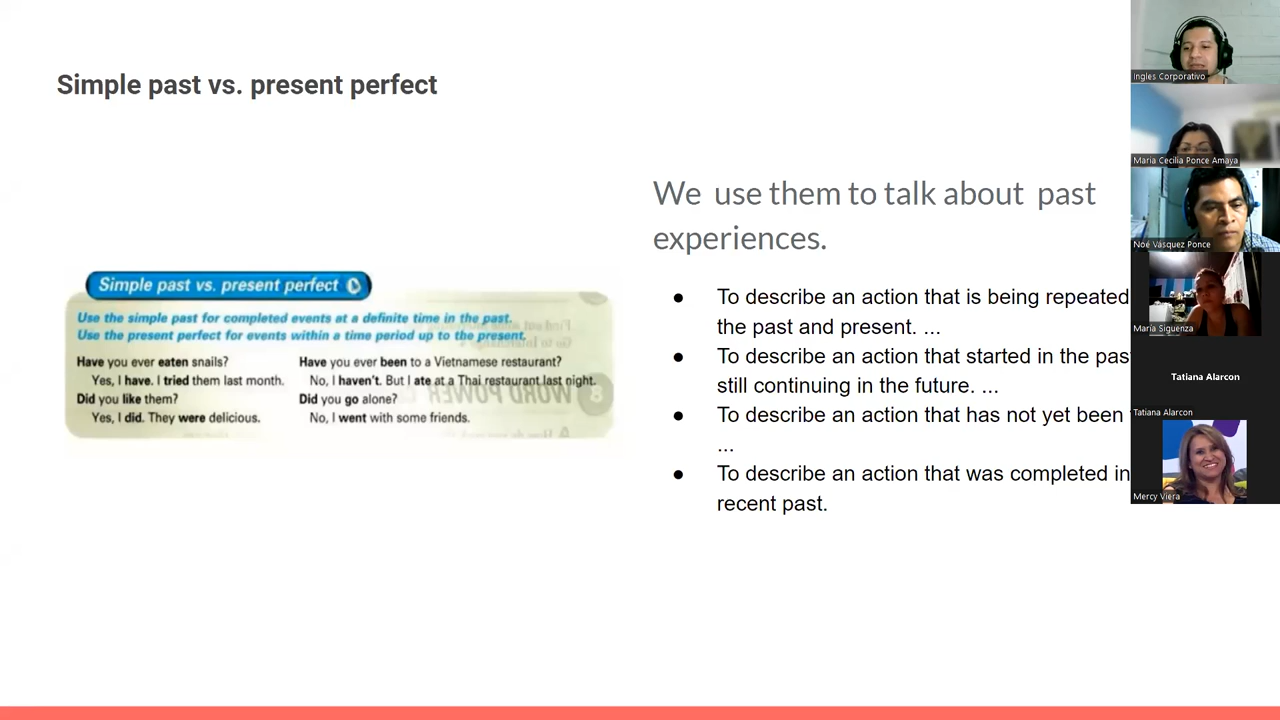 Simple past vs. present perfect
We use them to talk about past
experiences.
● To describe an action that is being repeated
the past and present. ...
● To describe an action that started in the pas
still continuing in the future. ...
● To describe an action that has not yet been
...
● To describe an action that was completed in
recent past.
Simple past vs. present perfect
Use the simple past for completed events at a definite time in the past.
Use the present perfect for events within a time period up to the present.
Have you ever eaten snails?
Yes, I have. I tried them last month.
Did you like them?
Yes, I did. They were delicious.
Have you ever been to a Vietnamese restaurant?
No, I haven't. But I ate at a Thai restaurant last night.
Did you go alone?
No, I went with some friends.
WORD POWER
8
Ingles Corporativo
Maria Cecilia Ponce Amaya
Noé Vásquez Ponce
Maria Siguenza
Tatiana Alarcon
Tatiana Alarcon
Mercy Viera